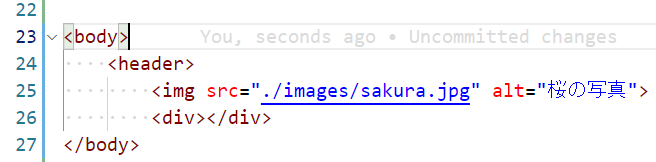 22
23 <body> You, seconds ago • Uncommitted changes
24 <header>
25 <img src="./images/sakura.jpg" alt="桜の写真">
26 <div></div>
27 </body>